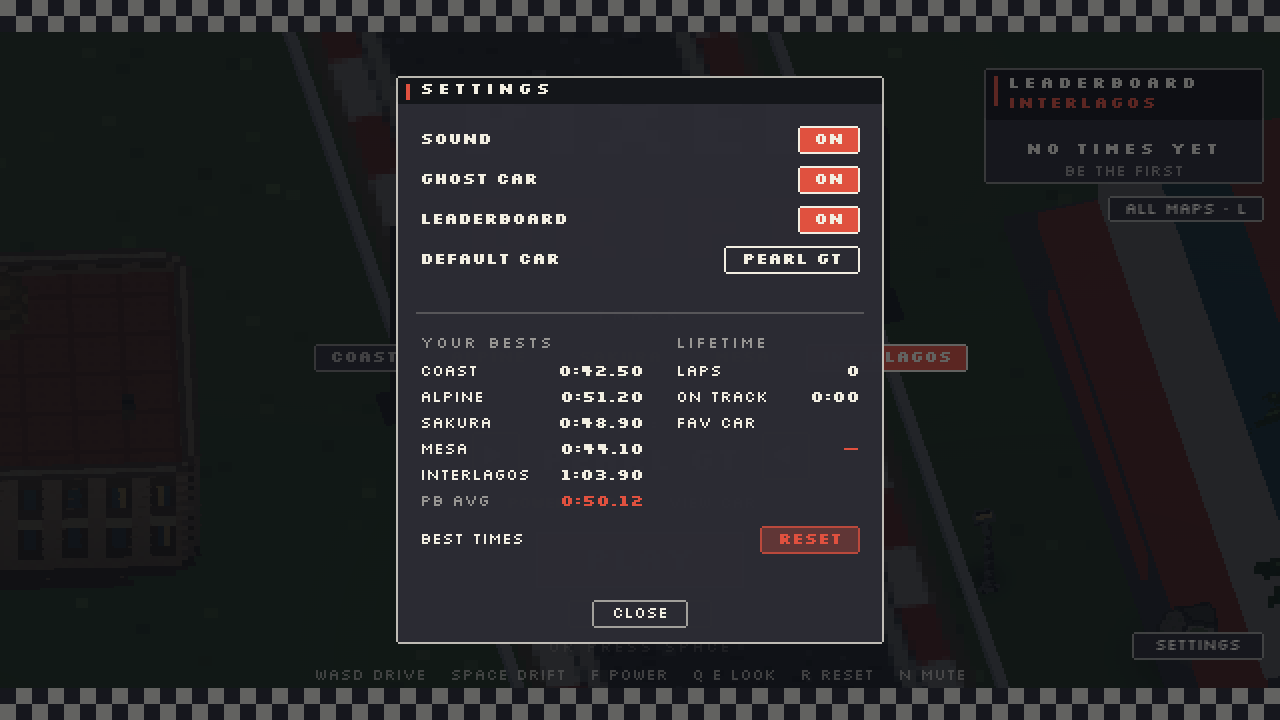 SETTINGS
SOUND ON
GHOST CAR ON
LEADERBOARD ON
DEFAULT CAR PEARL GT
YOUR BESTS
COAST 0:42.50
ALPINE 0:51.20
SAKURA 0:48.90
MESA 0:44.10
INTERLAGOS 1:03.90
PB AVG 0:50.12
LIFETIME
LAPS 0
ON TRACK 0:00
FAV CAR —
BEST TIMES RESET
CLOSE
LEADERBOARD
INTERLAGOS
NO TIMES YET
BE THE FIRST
ALL MAPS - L
COAST
LAGOS
SETTINGS
OR PRESS SPACE
WASD DRIVE SPACE DRIFT F POWER Q E LOOK R RESET N MUTE